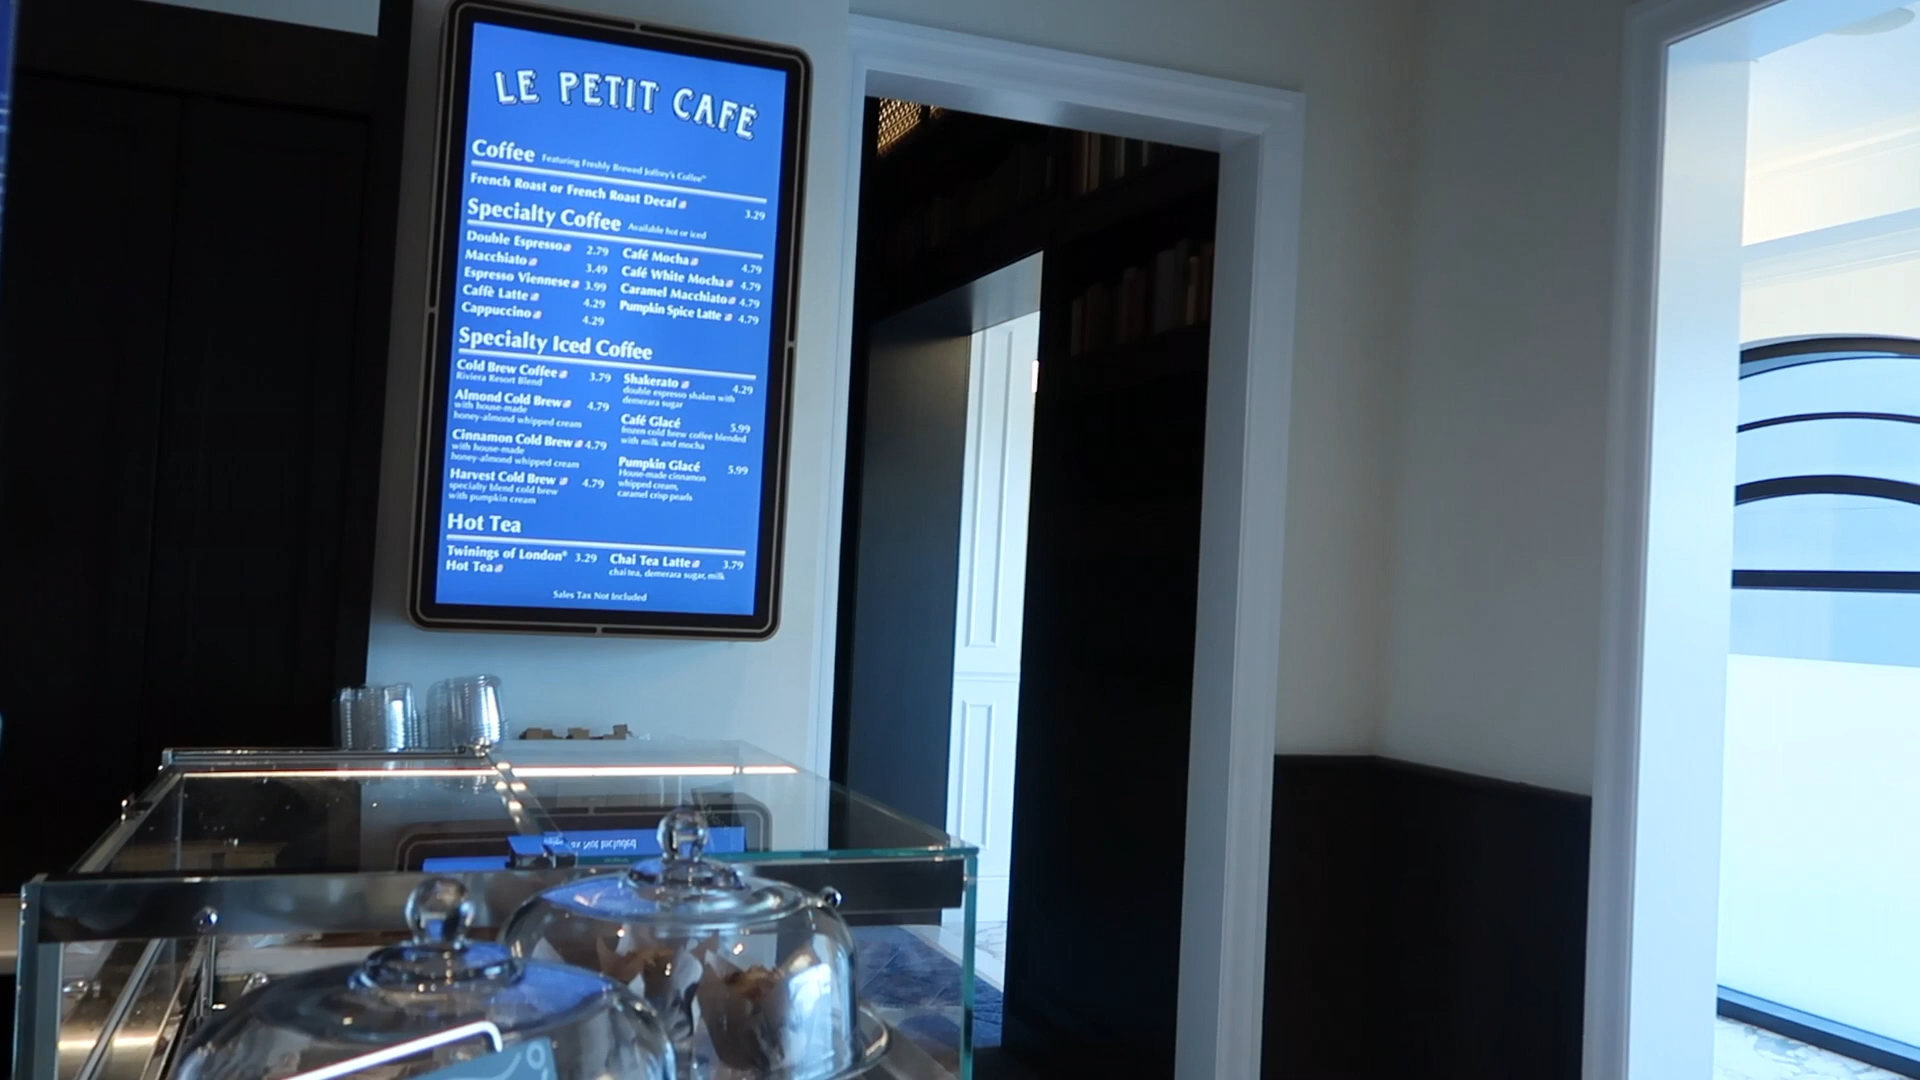 LE PETIT CAFÉ
Coffee Featuring Freshly Brewed Joffrey's Coffee™
French Roast or French Roast Decaf 3.29
Specialty Coffee Available hot or iced
Double Espresso 2.79
Macchiato 3.49
Espresso Viennese 3.99
Caffè Latte 4.29
Cappuccino 4.29
Café Mocha 4.79
Café White Mocha 4.79
Caramel Macchiato 4.79
Pumpkin Spice Latte 4.79
Specialty Iced Coffee
Cold Brew Coffee 3.79
Riviera Resort Blend
Almond Cold Brew 4.79
with house-made
honey-almond whipped cream
Cinnamon Cold Brew 4.79
with house-made
honey-almond whipped cream
Harvest Cold Brew 4.79
specialty blend cold brew
with pumpkin cream
Shakerato 4.29
double espresso shaken with
demerara sugar
Café Glacé 5.99
frozen cold brew coffee blended
with milk and mocha
Pumpkin Glacé 5.99
House-made cinnamon
whipped cream,
caramel crisp pearls
Hot Tea
Twinings of London® 3.29
Hot Tea
Chai Tea Latte 3.79
chai tea, demerara sugar, milk
Sales Tax Not Included